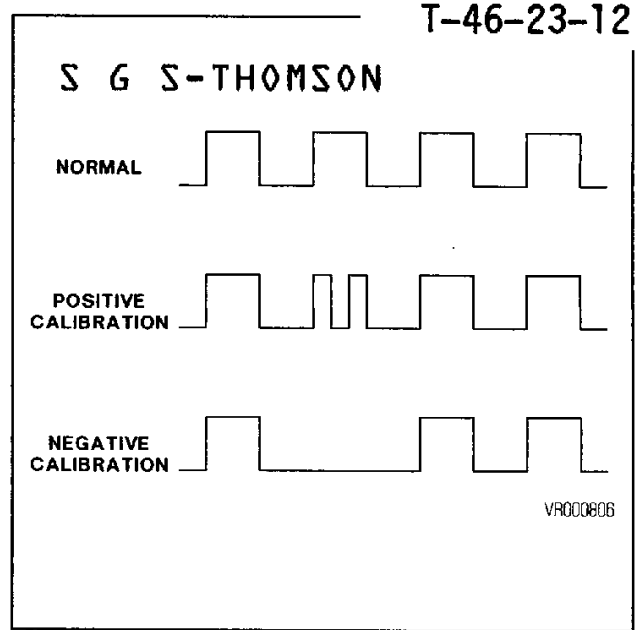 T-46-23-12
S G S-THOMSON
NORMAL
POSITIVE
CALIBRATION
NEGATIVE
CALIBRATION
VR000806